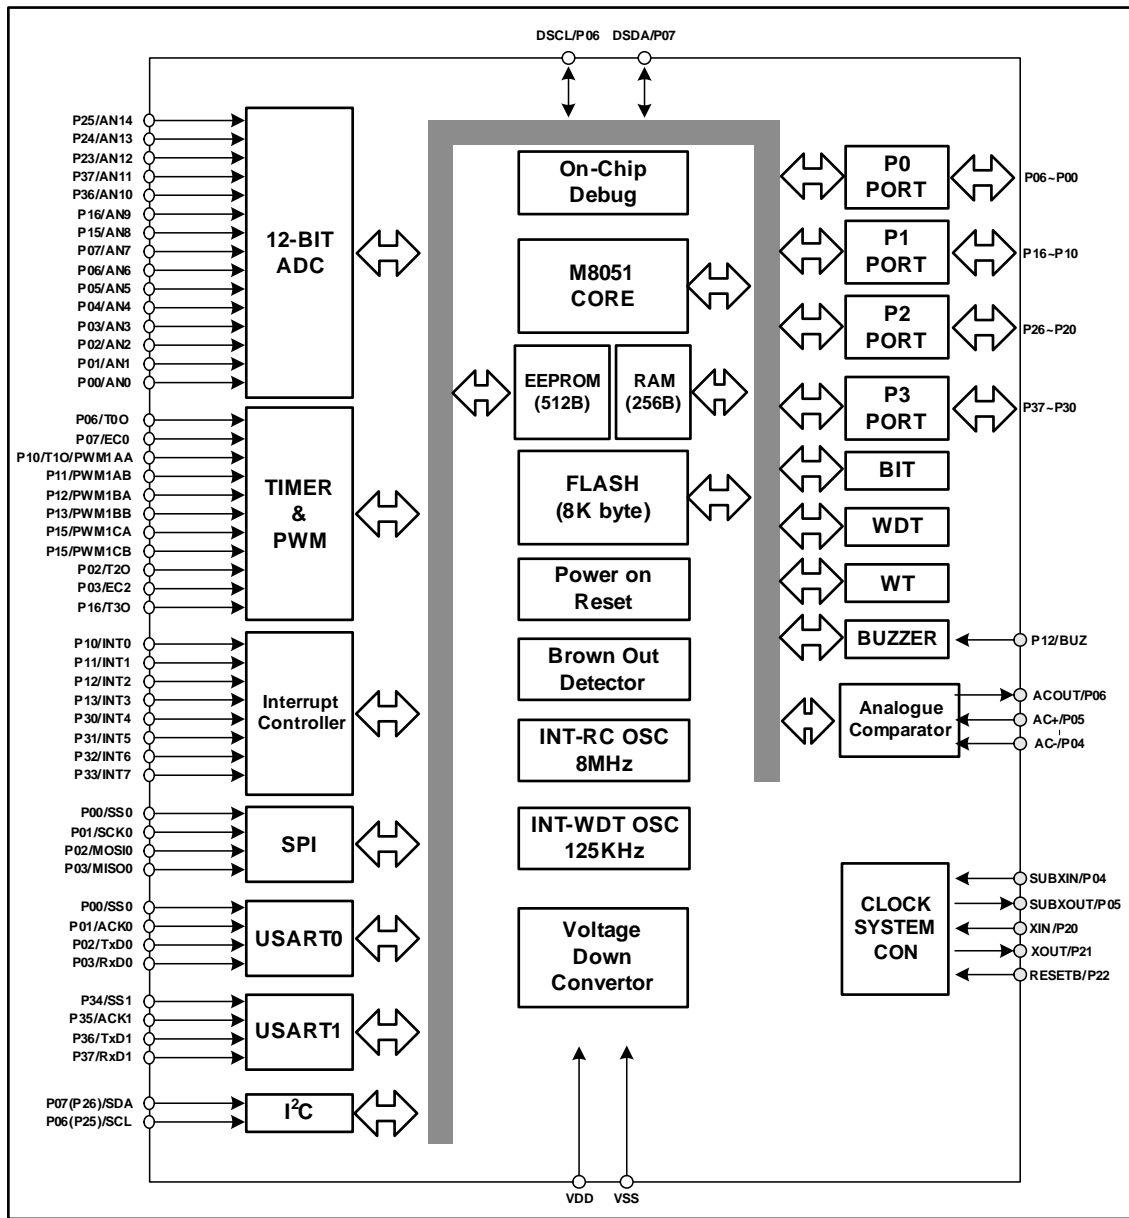 DSCL/P06 DSDA/P07
P25/AN14
P24/AN13
P23/AN12
P37/AN11
P36/AN10
P16/AN9
P15/AN8
P07/AN7
P06/AN6
P05/AN5
P04/AN4
P03/AN3
P02/AN2
P01/AN1
P00/AN0
12-BIT
ADC
P06/T0O
P07/EC0
P10/T1O/PWM1AA
P11/PWM1AB
P12/PWM1BA
P13/PWM1BB
P15/PWM1CA
P15/PWM1CB
P02/T2O
P03/EC2
P16/T3O
TIMER
&
PWM
P10/INT0
P11/INT1
P12/INT2
P13/INT3
P30/INT4
P31/INT5
P32/INT6
P33/INT7
Interrupt
Controller
P00/SS0
P01/SCK0
P02/MOSI0
P03/MISO0
SPI
P00/SS0
P01/ACK0
P02/TxD0
P03/RxD0
USART0
P34/SS1
P35/ACK1
P36/TxD1
P37/RxD1
USART1
P07(P26)/SDA
P06(P25)/SCL
I²C
On-Chip
Debug
M8051
CORE
EEPROM
(512B)
RAM
(256B)
FLASH
(8K byte)
Power on
Reset
Brown Out
Detector
INT-RC OSC
8MHz
INT-WDT OSC
125KHz
Voltage
Down
Convertor
VDD VSS
P0
PORT
P06~P00
P1
PORT
P16~P10
P2
PORT
P26~P20
P3
PORT
P37~P30
BIT
WDT
WT
BUZZER
P12/BUZ
Analogue
Comparator
ACOUT/P06
AC+/P05
AC-/P04
CLOCK
SYSTEM
CON
SUBXIN/P04
SUBXOUT/P05
XIN/P20
XOUT/P21
RESETB/P22